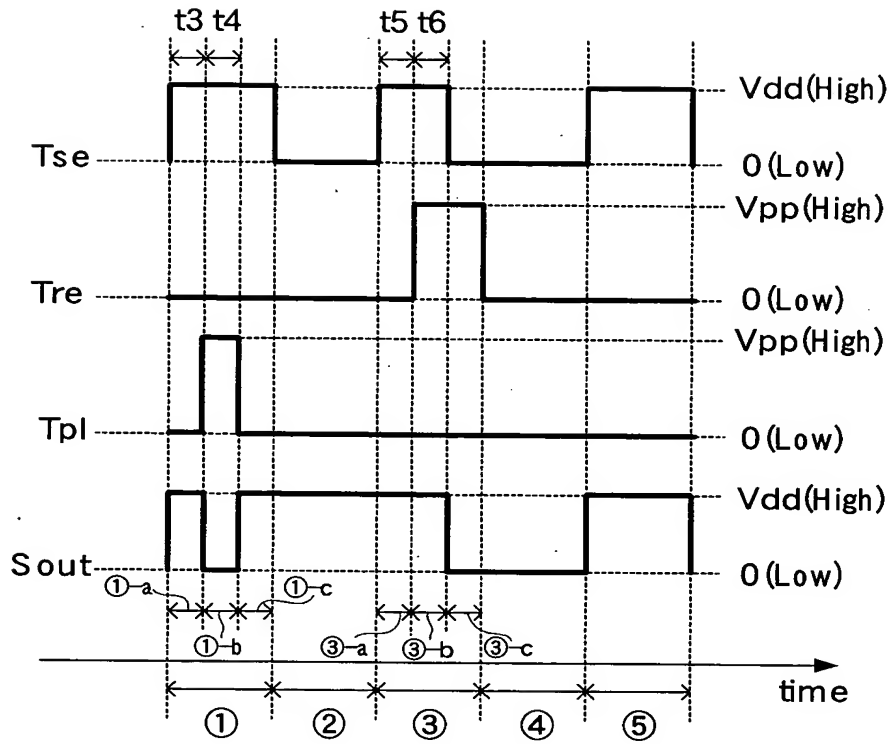 t3 t4 t5 t6
Vdd(High)
Tse 0(Low)
Vpp(High)
Tre 0(Low)
Vpp(High)
Tpl 0(Low)
Vdd(High)
Sout 0(Low)
①-a ①-c
①-b ③-a ③-b ③-c
time
① ② ③ ④ ⑤